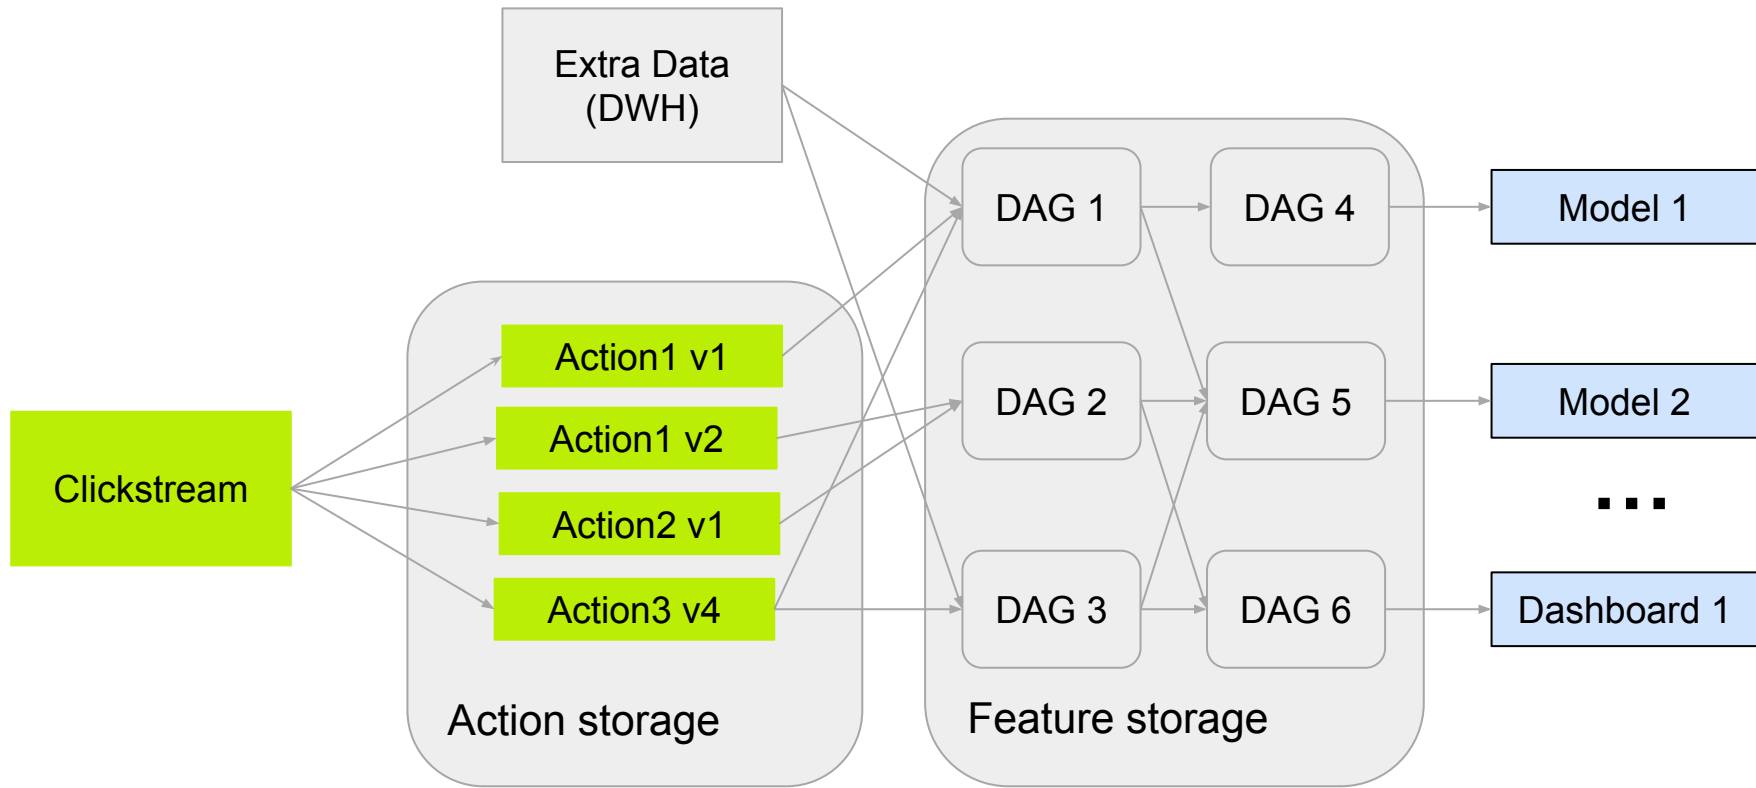 Extra Data
(DWH)
DAG 1
DAG 4
Model 1
Action1 v1
DAG 2
DAG 5
Model 2
Action1 v2
Clickstream
Action2 v1
...
Action3 v4
DAG 3
DAG 6
Dashboard 1
Action storage
Feature storage